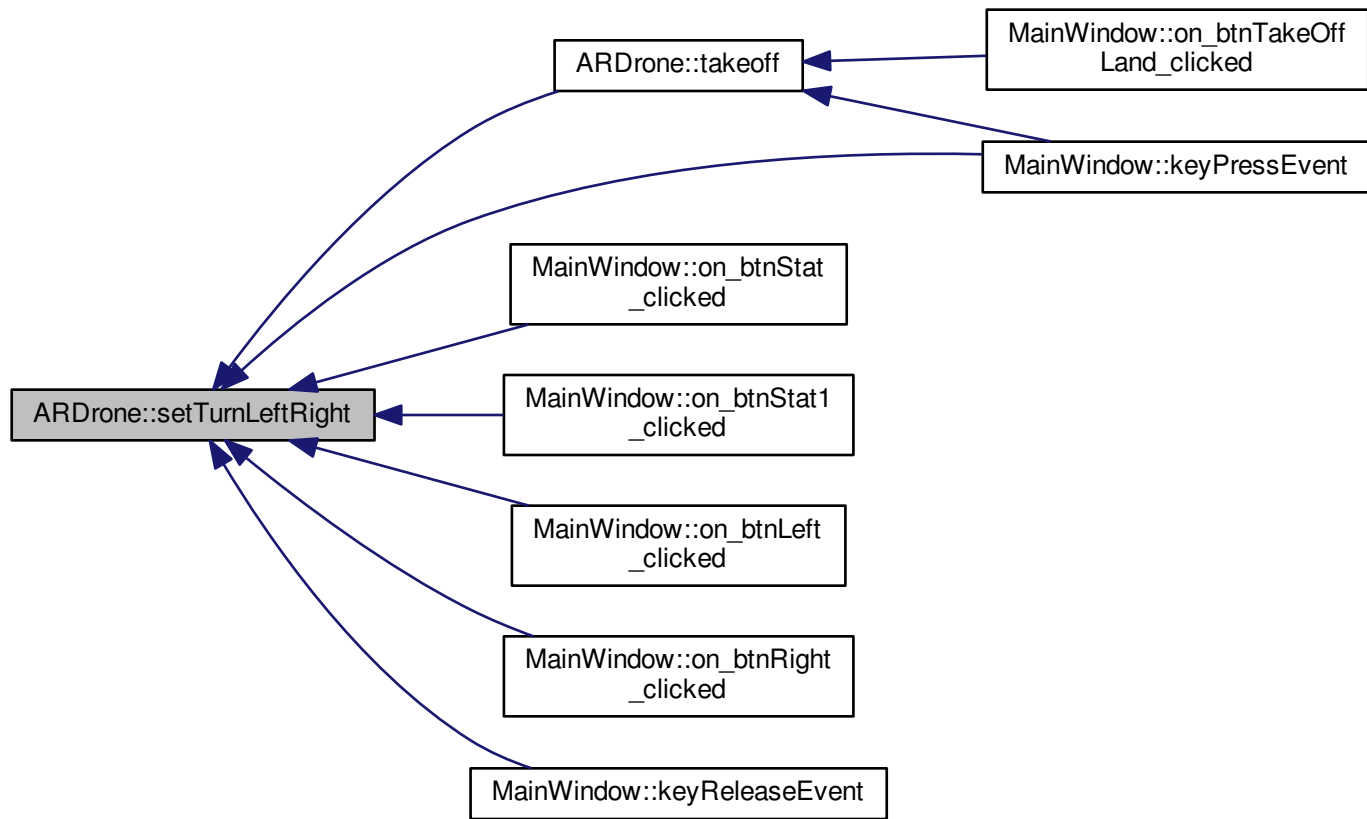 MainWindow::on_btnTakeOff
Land_clicked
ARDrone::takeoff
MainWindow::keyPressEvent
MainWindow::on_btnStat
_clicked
ARDrone::setTurnLeftRight
MainWindow::on_btnStat1
_clicked
MainWindow::on_btnLeft
_clicked
MainWindow::on_btnRight
_clicked
MainWindow::keyReleaseEvent